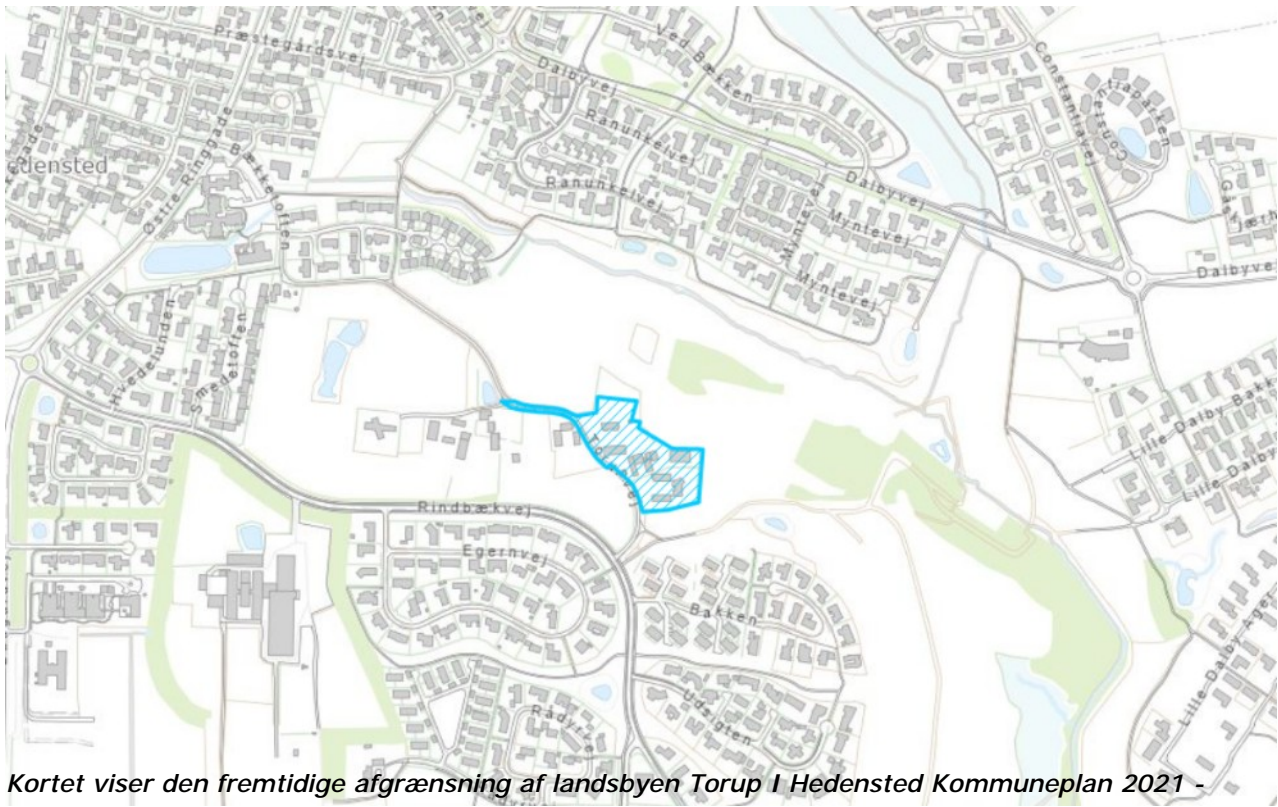 Præstegårdsvej
Ved Bækken
Dalbyvej
Constantiavej
Constantiaparken
edensted
Østre Ringgade
Bækketoften
Ranunkelvej
Ranunkelvej
Dalbyvej
Myntevej
Myntevej
Myntevej
Dalbyvej
Hvedelunden
Smedetoften
Rindbækvej
Egernvej
Bakken
Lille Dalby Bakke
Lille Dalby
Lille Dalby Ager
Udsigten
Kortet viser den fremtidige afgrænsning af landsbyen Torup I Hedensted Kommuneplan 2021 -